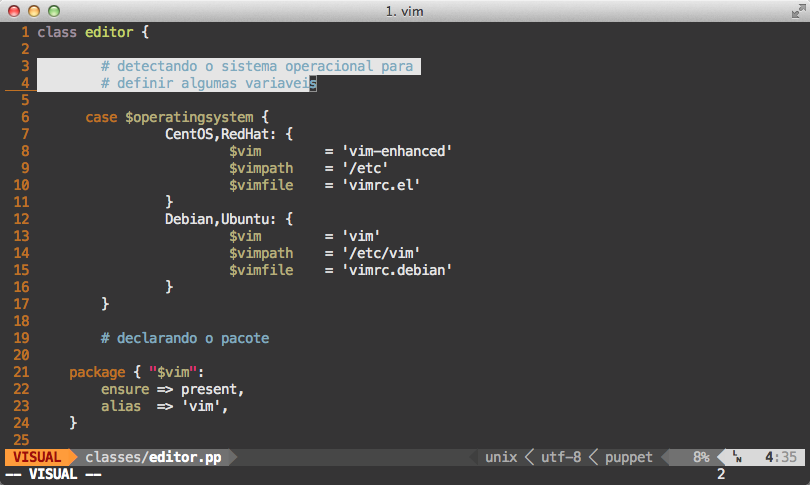 1. vim
1 class editor {
2
3         # detectando o sistema operacional para
4         # definir algumas variaveis
5
6       case $operatingsystem {
7                 CentOS,RedHat: {
8                         $vim        = 'vim-enhanced'
9                         $vimpath    = '/etc'
10                         $vimfile    = 'vimrc.el'
11                 }
12                 Debian,Ubuntu: {
13                         $vim        = 'vim'
14                         $vimpath    = '/etc/vim'
15                         $vimfile    = 'vimrc.debian'
16                 }
17         }
18
19         # declarando o pacote
20
21     package { "$vim":
22         ensure => present,
23         alias  => 'vim',
24     }
25
VISUAL classes/editor.pp unix < utf-8 < puppet 8% LN 4:35
-- VISUAL -- 2